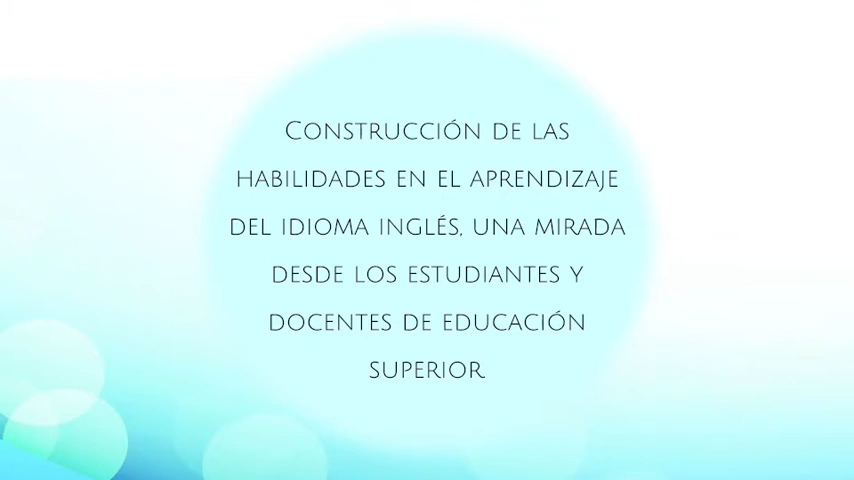 Construcción de las
habilidades en el aprendizaje
del idioma inglés, una mirada
desde los estudiantes y
docentes de educación
superior.